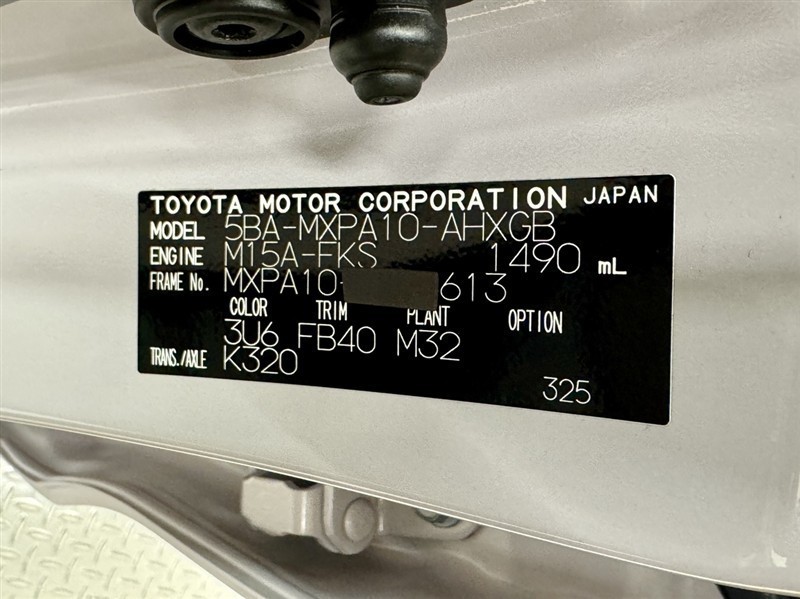 TOYOTA MOTOR CORPORATION JAPAN
MODEL 5BA-MXPA10-AHXGB
ENGINE M15A-FKS 1490 mL
FRAME No. MXPA10- 613
COLOR TRIM PLANT OPTION
3U6 FB40 M32
TRANS./AXLE K320
325